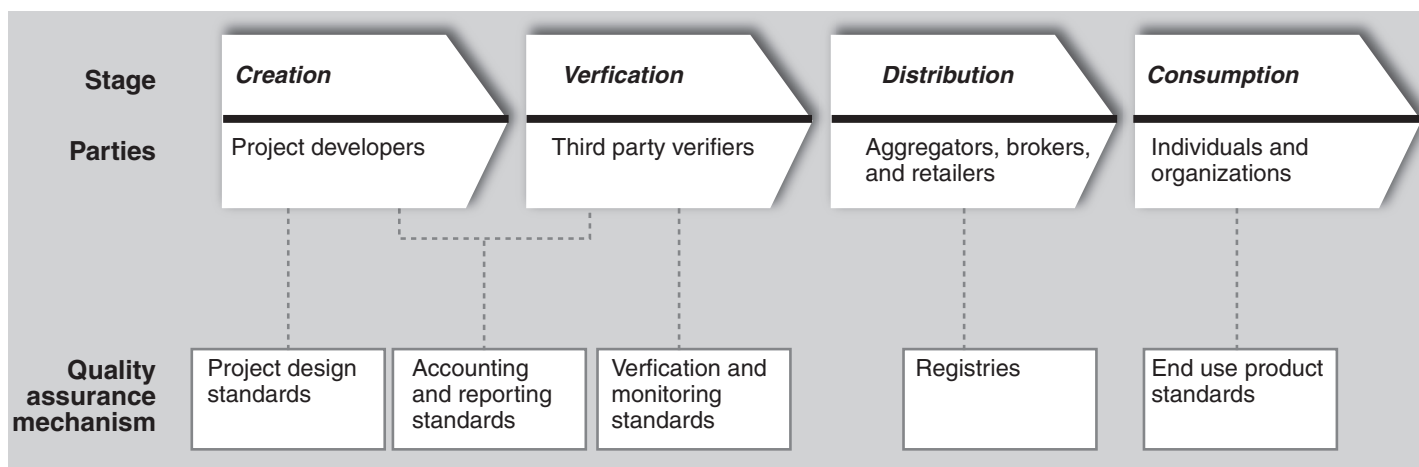 Stage
Creation
Verfication
Distribution
Consumption
Parties
Project developers
Third party verifiers
Aggregators, brokers,
and retailers
Individuals and
organizations
Quality
assurance
mechanism
Project design
standards
Accounting
and reporting
standards
Verfication and
monitoring
standards
Registries
End use product
standards